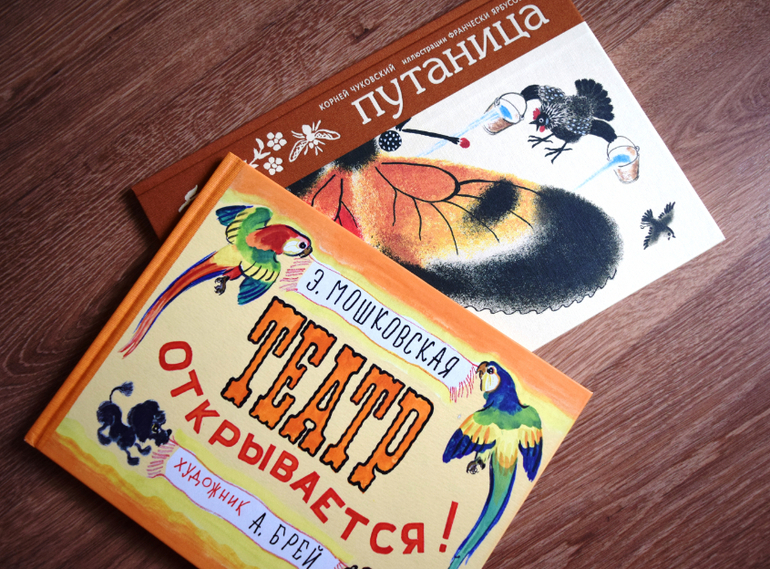 КОРНЕЙ ЧУКОВСКИЙ иллюстрации ФРАНЧЕСКИ ЯРБУСОВОЙ
путаница
Э. МОШКОВСКАЯ
ТЕАТР
ОТКРЫВАЕТСЯ!
ХУДОЖНИК А. БРЕЙ